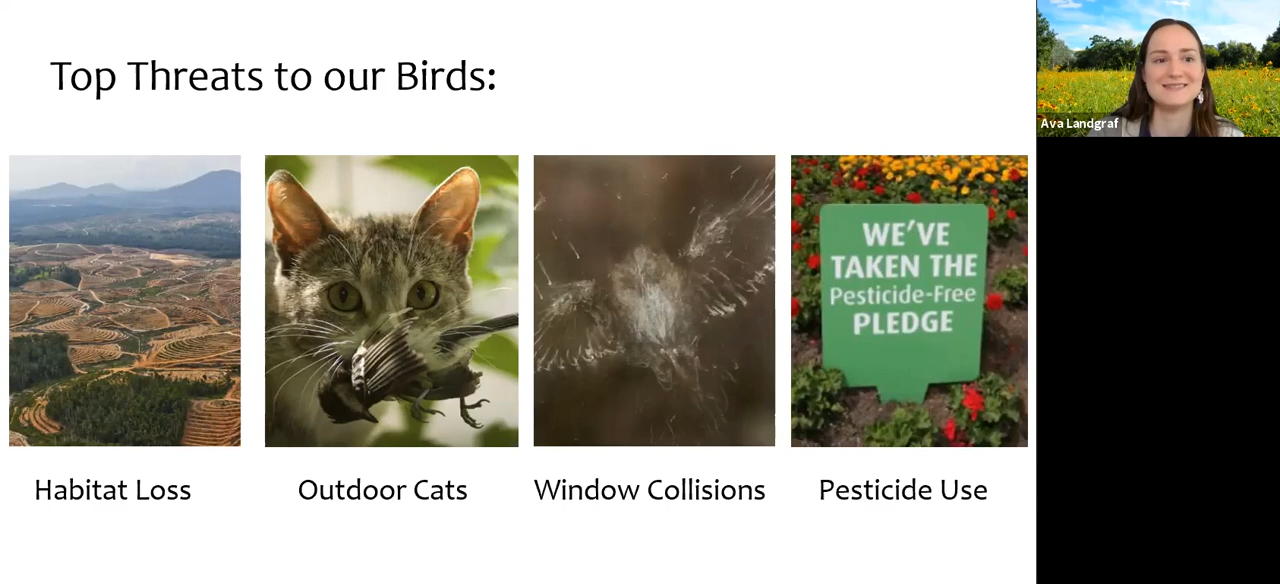 Top Threats to our Birds:
Ava Landgraf
WE'VE
TAKEN THE
Pesticide-Free
PLEDGE
Habitat Loss
Outdoor Cats
Window Collisions
Pesticide Use